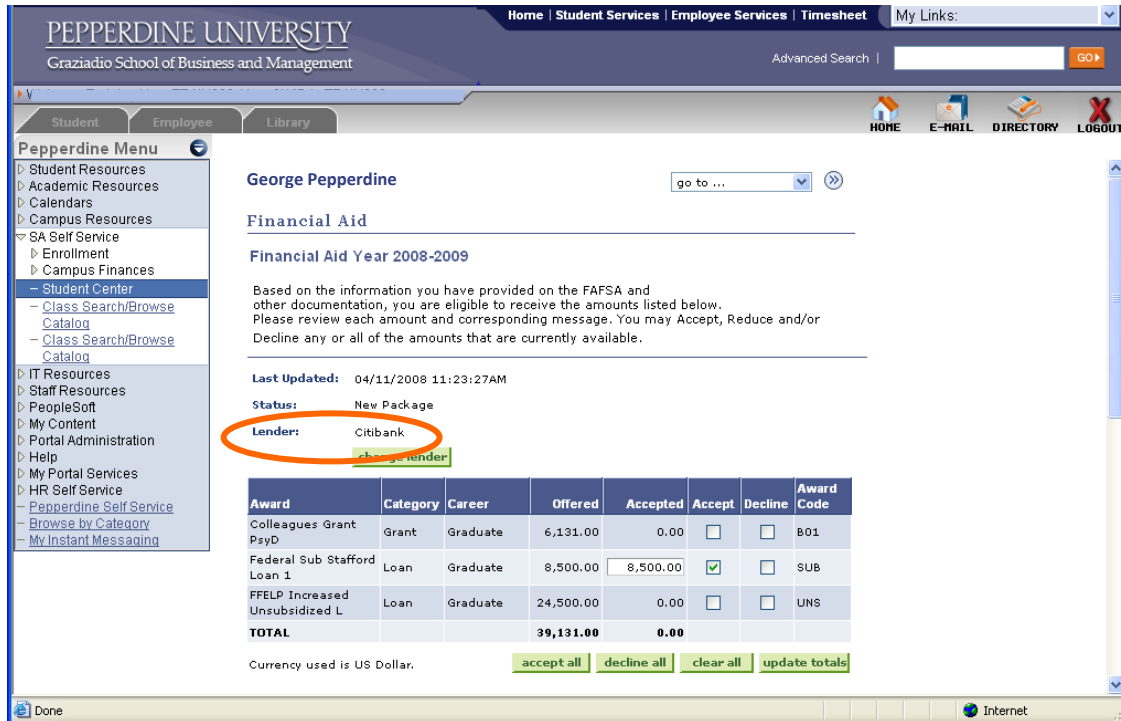 Home | Student Services | Employee Services | Timesheet
My Links:
PEPPERDINE UNIVERSITY
Graziadio School of Business and Management
Advanced Search |
GO
Student
Employee
Library
HOME
E-MAIL
DIRECTORY
LOGOUT
Pepperdine Menu
Student Resources
Academic Resources
Calendars
Campus Resources
SA Self Service
Enrollment
Campus Finances
– Student Center
– Class Search/Browse
Catalog
– Class Search/Browse
Catalog
IT Resources
Staff Resources
PeopleSoft
My Content
Portal Administration
Help
My Portal Services
HR Self Service
– Pepperdine Self Service
– Browse by Category
– My Instant Messaging
George Pepperdine
go to ...
Financial Aid
Financial Aid Year 2008-2009
Based on the information you have provided on the FAFSA and
other documentation, you are eligible to receive the amounts listed below.
Please review each amount and corresponding message. You may Accept, Reduce and/or
Decline any or all of the amounts that are currently available.
Last Updated: 04/11/2008 11:23:27AM
Status: New Package
Lender: Citibank
change lender
Award Category Career Offered Accepted Accept Decline Award Code
Colleagues Grant PsyD Grant Graduate 6,131.00 0.00 B01
Federal Sub Stafford Loan 1 Loan Graduate 8,500.00 8,500.00 SUB
FFELP Increased Unsubsidized L Loan Graduate 24,500.00 0.00 UNS
TOTAL 39,131.00 0.00
Currency used is US Dollar.
accept all
decline all
clear all
update totals
Done
Internet